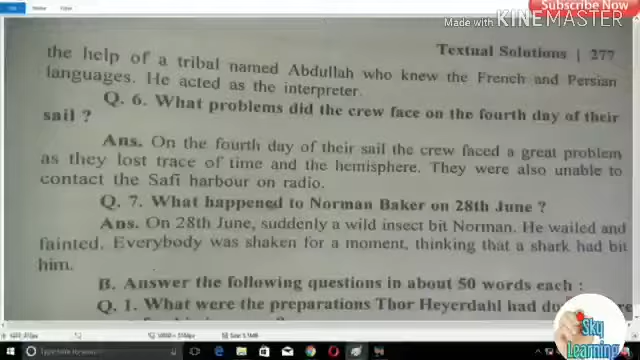 Subscribe Now
Made with KINEMASTER
Textual Solutions | 277
the help of a tribal named Abdullah who knew the French and Persian
languages. He acted as the interpreter.
Q. 6. What problems did the crew face on the fourth day of their
sail ?
Ans. On the fourth day of their sail the crew faced a great problem
as they lost trace of time and the hemisphere. They were also unable to
contact the Safi harbour on radio.
Q. 7. What happened to Norman Baker on 28th June ?
Ans. On 28th June, suddenly a wild insect bit Norman. He wailed and
fainted. Everybody was shaken for a moment, thinking that a shark had bit
him.
B. Answer the following questions in about 50 words each :
Q. 1. What were the preparations Thor Heyerdahl had do
Sky
Learning